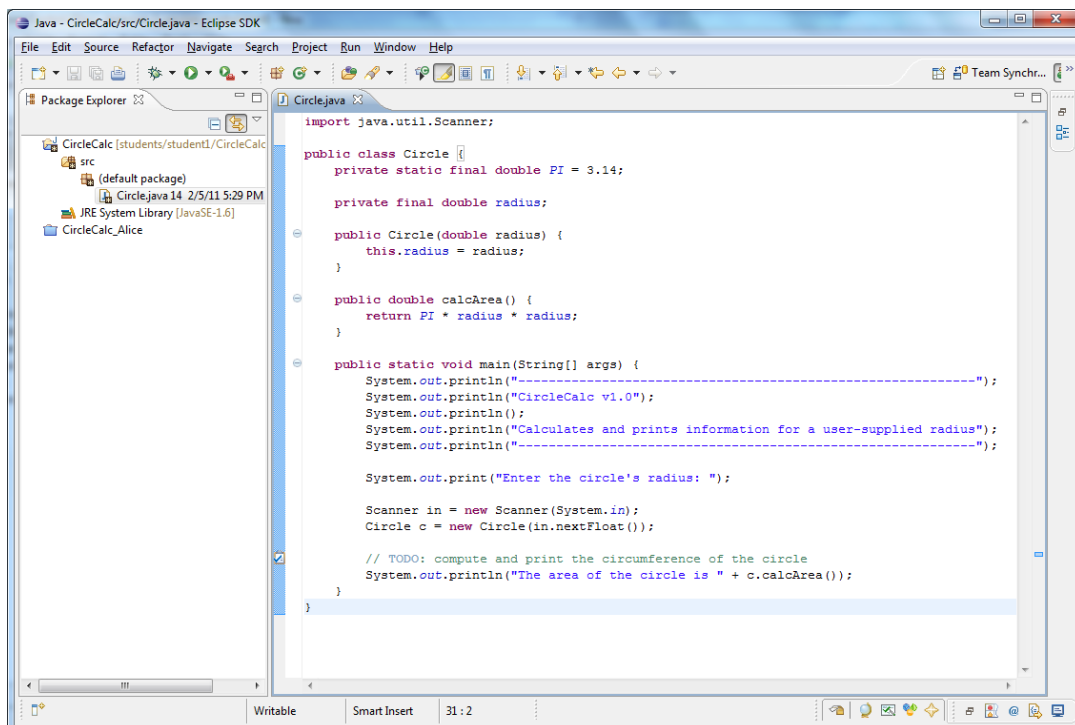 Java - CircleCalc/src/Circle.java - Eclipse SDK
File Edit Source Refactor Navigate Search Project Run Window Help
Team Synchr...
Package Explorer
CircleCalc [students/student1/CircleCalc
src
(default package)
Circle.java 14 2/5/11 5:29 PM
JRE System Library [JavaSE-1.6]
CircleCalc_Alice
Circle.java
import java.util.Scanner;
public class Circle {
private static final double PI = 3.14;
private final double radius;
public Circle(double radius) {
this.radius = radius;
}
public double calcArea() {
return PI * radius * radius;
}
public static void main(String[] args) {
System.out.println("------------------------------------------------------------");
System.out.println("CircleCalc v1.0");
System.out.println();
System.out.println("Calculates and prints information for a user-supplied radius");
System.out.println("------------------------------------------------------------");
System.out.print("Enter the circle's radius: ");
Scanner in = new Scanner(System.in);
Circle c = new Circle(in.nextFloat());
// TODO: compute and print the circumference of the circle
System.out.println("The area of the circle is " + c.calcArea());
}
}
Writable Smart Insert 31 : 2